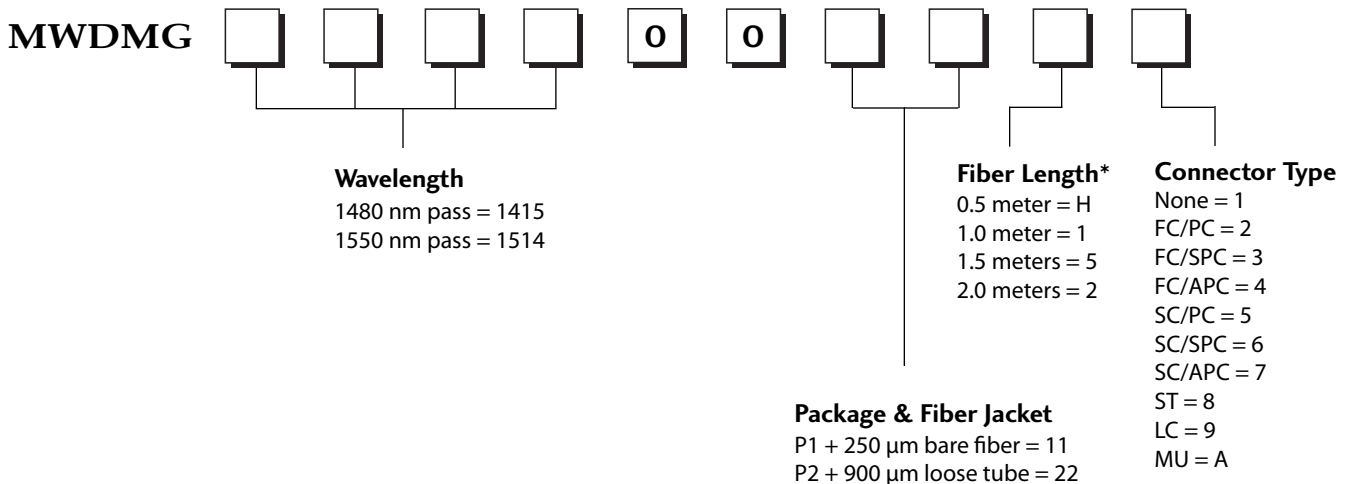 MWDMG 0 0
Wavelength
1480 nm pass = 1415
1550 nm pass = 1514
Package & Fiber Jacket
P1 + 250 µm bare fiber = 11
P2 + 900 µm loose tube = 22
Fiber Length*
0.5 meter = H
1.0 meter = 1
1.5 meters = 5
2.0 meters = 2
Connector Type
None = 1
FC/PC = 2
FC/SPC = 3
FC/APC = 4
SC/PC = 5
SC/SPC = 6
SC/APC = 7
ST = 8
LC = 9
MU = A